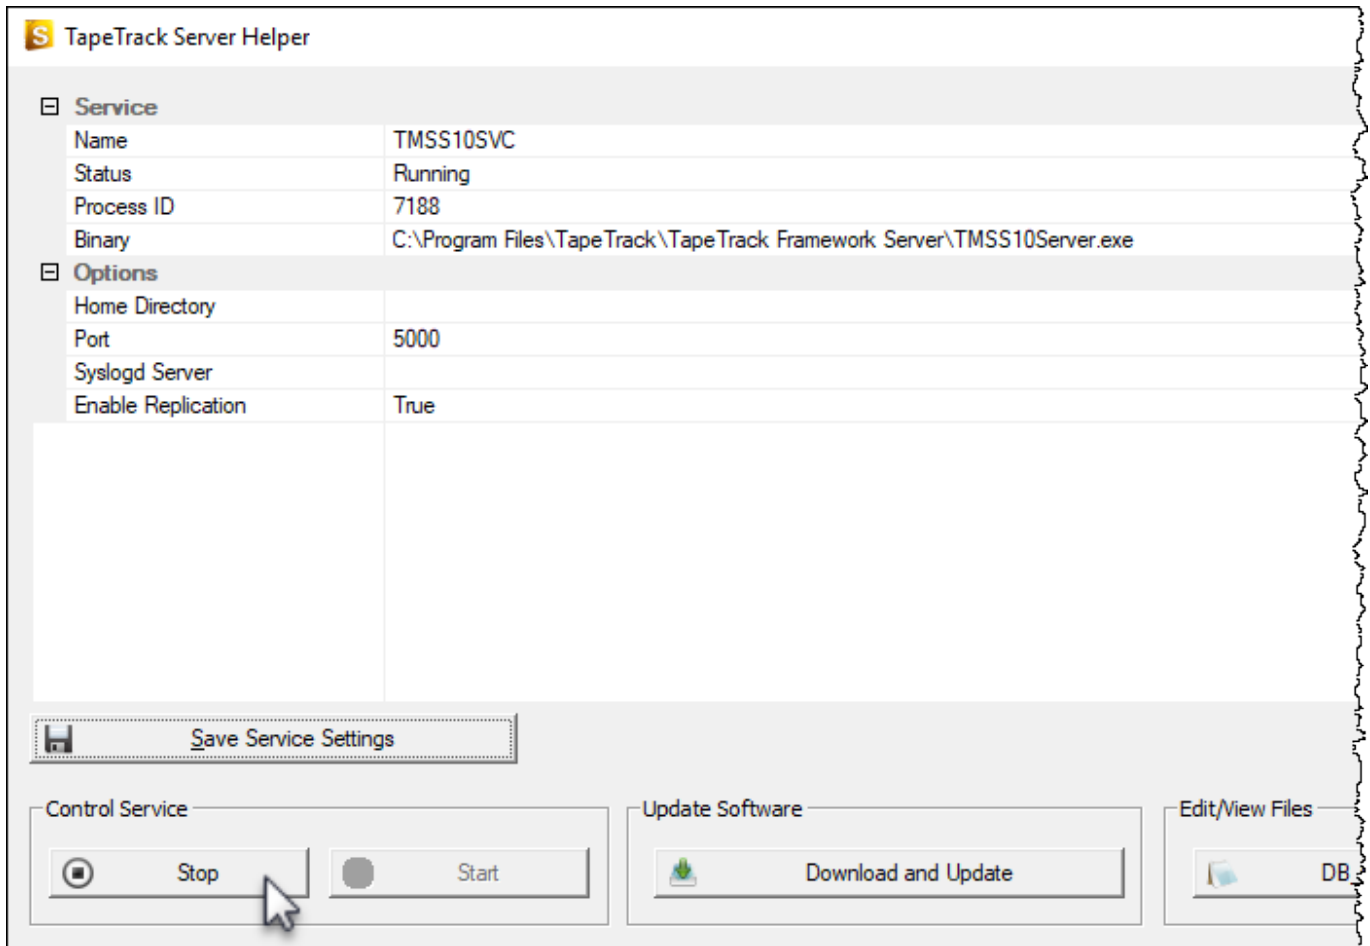 TapeTrack Server Helper
Service
Name TMSS10SVC
Status Running
Process ID 7188
Binary C:\Program Files\TapeTrack\TapeTrack Framework Server\TMSS10Server.exe
Options
Home Directory
Port 5000
Syslogd Server
Enable Replication True
Save Service Settings
Control Service Update Software Edit/View Files
Stop Start Download and Update DB